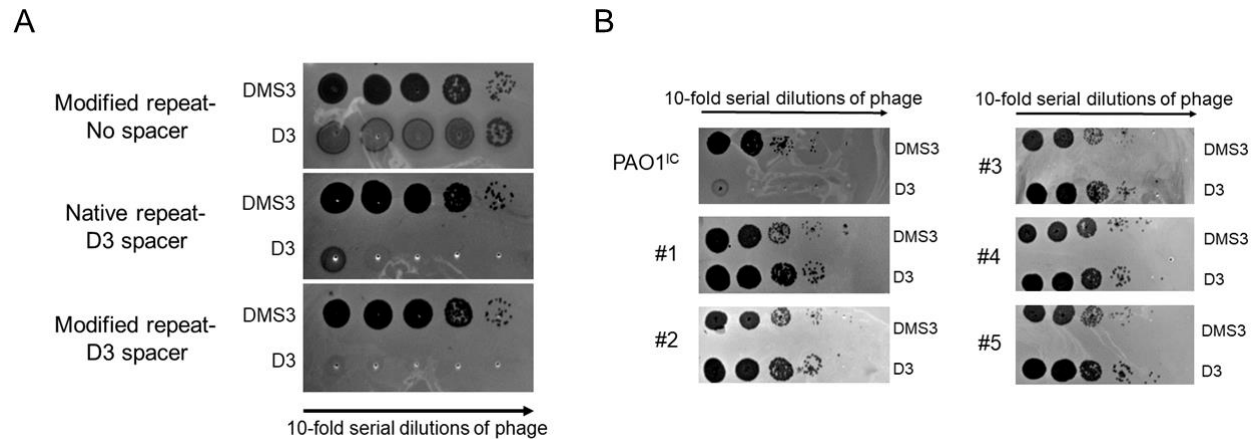 A
Modified repeat-
No spacer
DMS3
D3
Native repeat-
D3 spacer
DMS3
D3
Modified repeat-
D3 spacer
DMS3
D3
10-fold serial dilutions of phage
B
10-fold serial dilutions of phage
PAO1^IC
DMS3
D3
#1
DMS3
D3
#2
DMS3
D3
10-fold serial dilutions of phage
#3
DMS3
D3
#4
DMS3
D3
#5
DMS3
D3